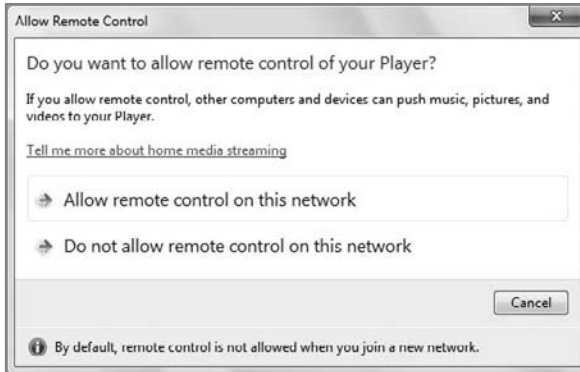 Allow Remote Control
Do you want to allow remote control of your Player?
If you allow remote control, other computers and devices can push music, pictures, and
videos to your Player.
Tell me more about home media streaming
Allow remote control on this network
Do not allow remote control on this network
Cancel
By default, remote control is not allowed when you join a new network.